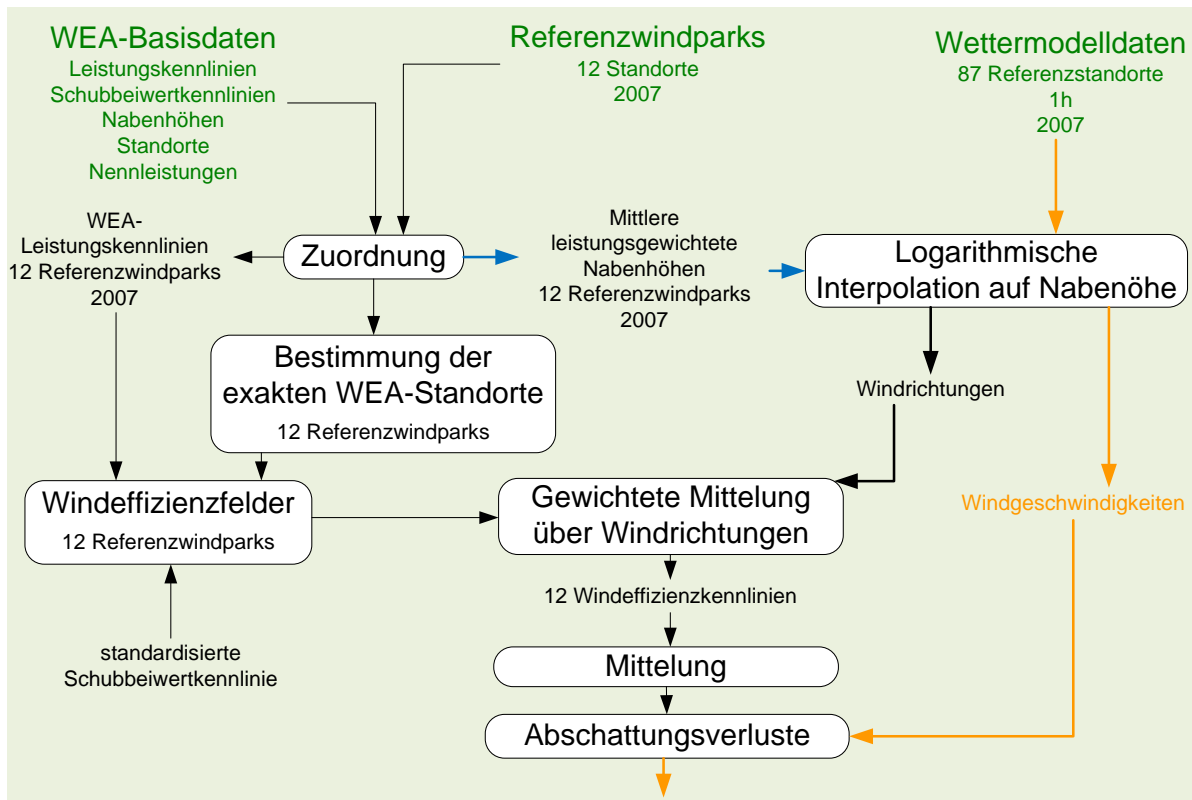 WEA-Basisdaten
Leistungskennlinien
Schubbeiwertkennlinien
Nabenhöhen
Standorte
Nennleistungen
Referenzwindparks
12 Standorte
2007
Wettermodelldaten
87 Referenzstandorte
1h
2007
WEA-
Leistungskennlinien
12 Referenzwindparks
2007
Zuordnung
Mittlere
leistungsgewichtete
Nabenhöhen
12 Referenzwindparks
2007
Logarithmische
Interpolation auf Nabenöhe
Bestimmung der
exakten WEA-Standorte
12 Referenzwindparks
Windrichtungen
Windeffizienzfelder
12 Referenzwindparks
Gewichtete Mittelung
über Windrichtungen
Windgeschwindigkeiten
12 Windeffizienzkennlinien
standardisierte
Schubbeiwertkennlinie
Mittelung
Abschattungsverluste